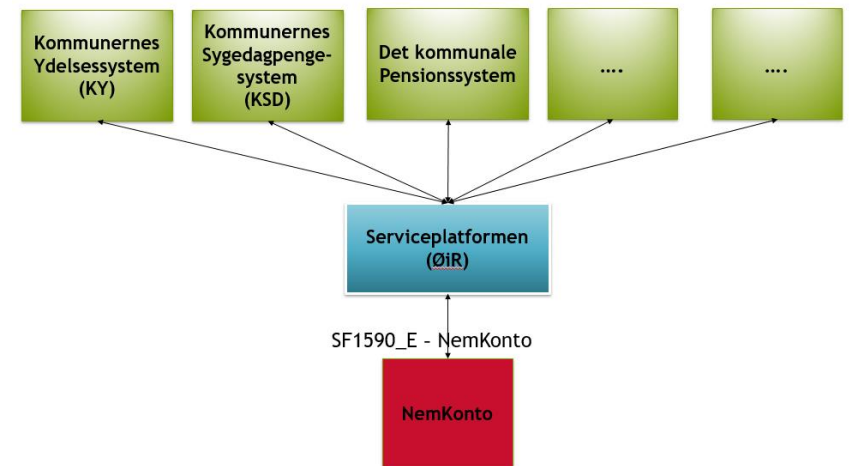 Kommunernes
Ydelsessystem
(KY)
Kommunernes
Sygedagpenge-
system
(KSD)
Det kommunale
Pensionssystem
....
....
Serviceplatformen
(ØiR)
SF1590_E - NemKonto
NemKonto